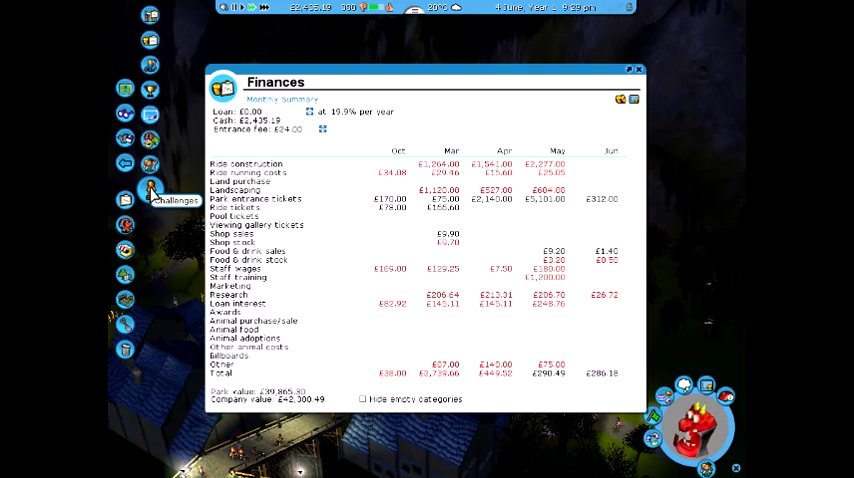 £2,435.19 380 20°C 4 June, Year 1 9:29 pm
Finances
Monthly Summary
Loan: £0.00 at 19.9% per year
Cash: £2,435.19
Entrance fee: £24.00
Oct Mar Apr May Jun
Ride construction £1,264.00 £1,541.00 £2,277.00
Ride running costs £34.08 £29.46 £15.60 £25.05
Land purchase
Landscaping £1,120.00 £527.00 £604.00
Park entrance tickets £170.00 £75.00 £2,140.00 £5,101.00 £312.00
Ride tickets £78.00 £166.60
Pool tickets
Viewing gallery tickets
Shop sales £9.90
Shop stock £9.70
Food & drink sales £9.20 £1.40
Food & drink stock £3.20 £0.50
Staff wages £169.00 £129.25 £7.50 £180.00
Staff training £1,200.00
Marketing
Research £206.64 £213.31 £206.70 £26.72
Loan interest £82.92 £145.11 £145.11 £248.76
Awards
Animal purchase/sale
Animal food
Animal adoptions
Other animal costs
Billboards
Other £87.00 £140.00 £75.00
Total £38.00 £2,739.66 £449.52 £290.49 £286.18
Park value: £39,865.30
Company value: £42,300.49 Hide empty categories
Challenges